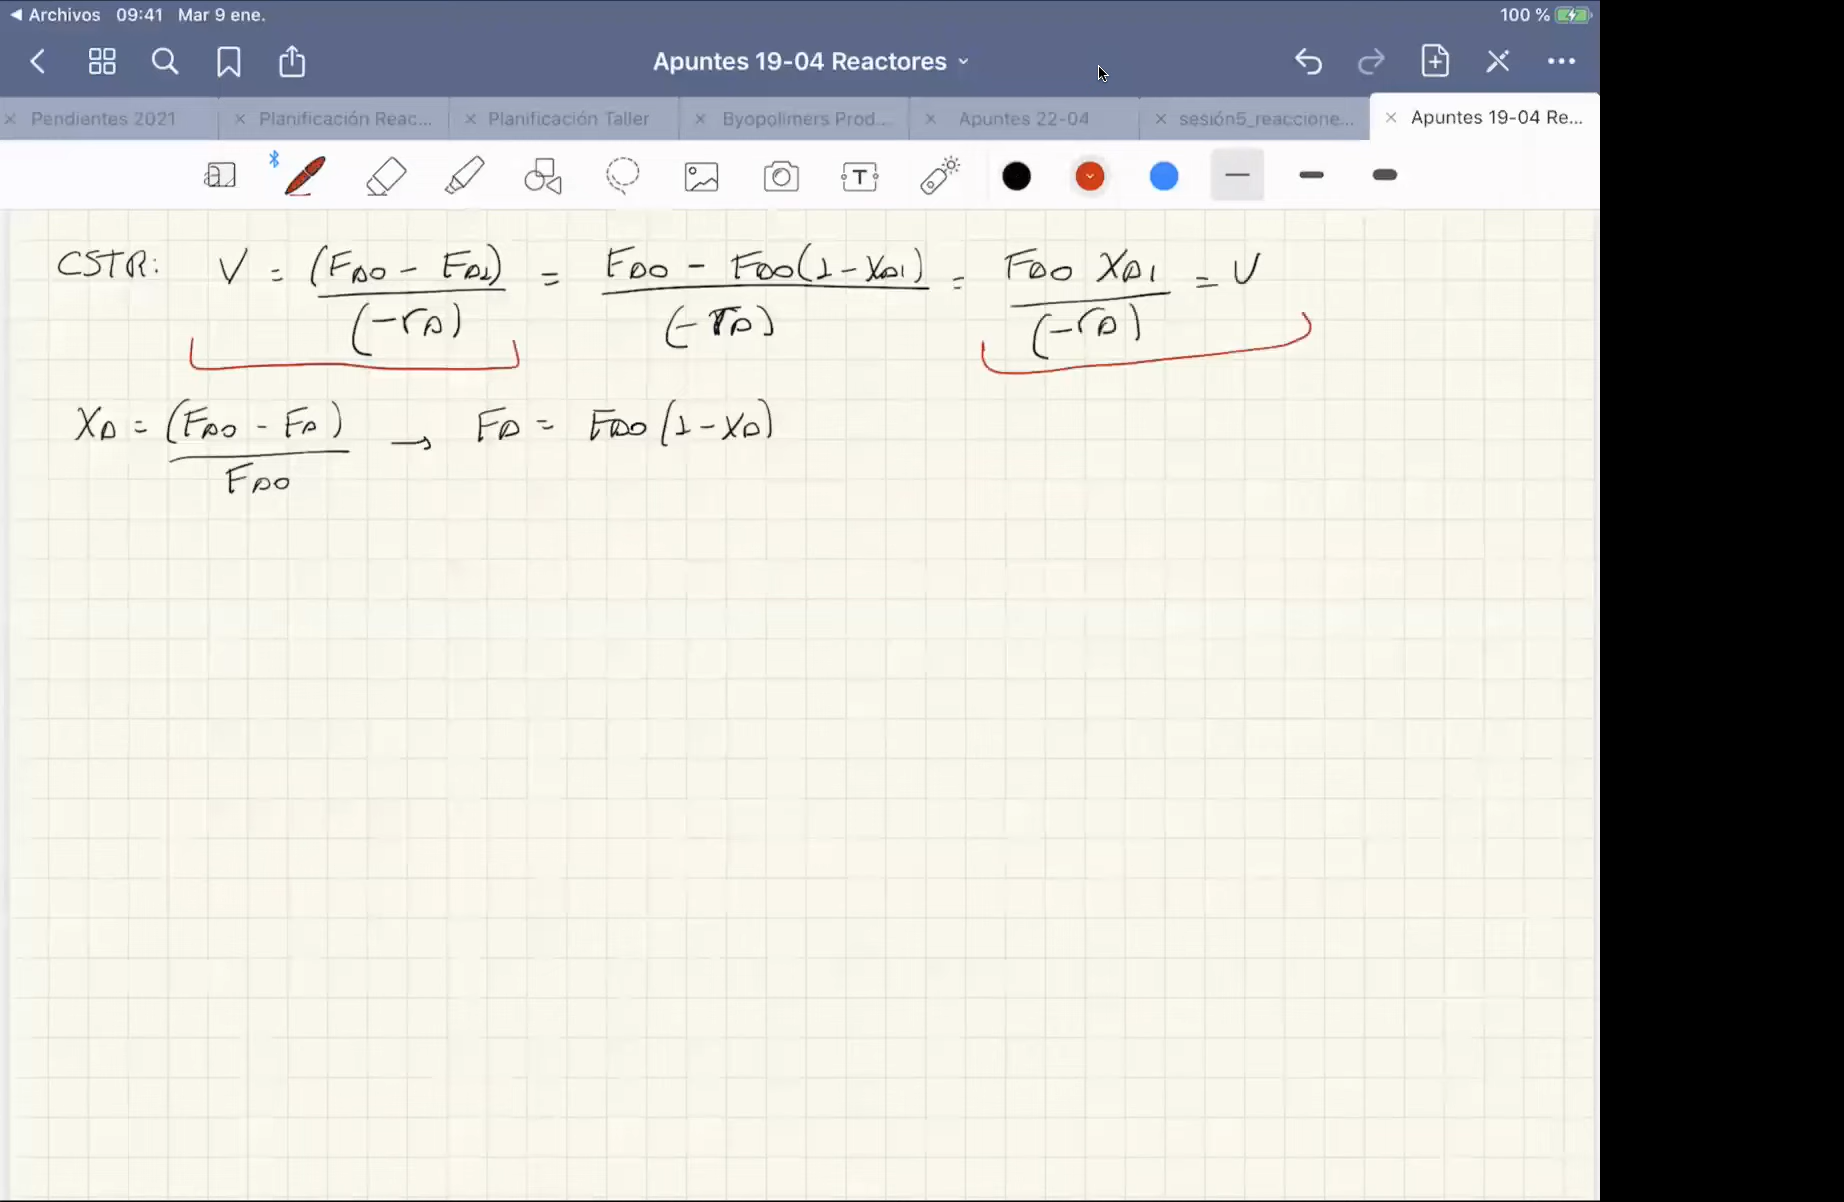 Archivos 09:41 Mar 9 ene. 100 %
Apuntes 19-04 Reactores
Pendientes 2021 Planificación Reac... Planificación Taller Byopolimers Prod... Apuntes 22-04 sesión5_reaccione... Apuntes 19-04 Re...
CSTR: V = (FA0 - FA1)/(-rA) = FA0 - FA0(1-XA1)/(-rA) = FA0 XA1/(-rA) = V
XA = (FA0 - FA)/FA0 → FA = FA0(1-XA)